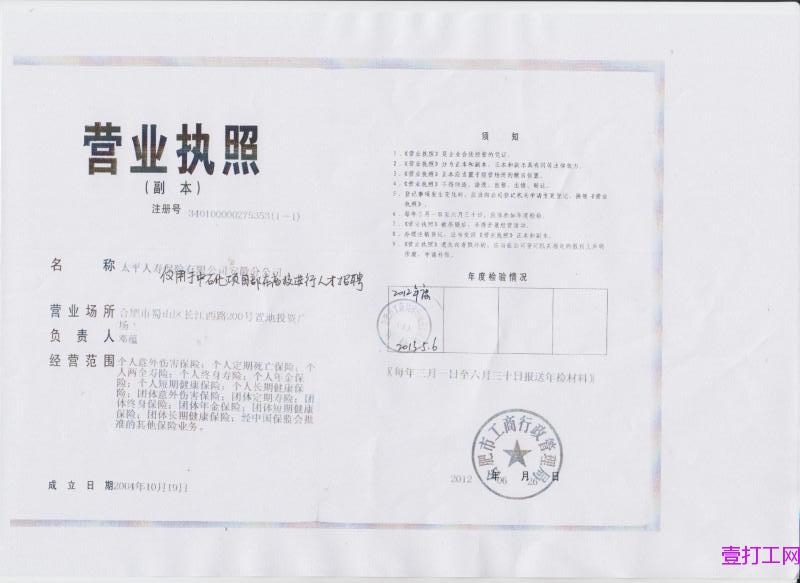 营业执照
(副本)
注册号 340100000275353(1-1)
名称 太平人寿保险有限公司安徽分公司
仅用于中石化项目部在高校进行人才招聘
营业场所 合肥市蜀山区长江西路200号置地投资广场
负责人 邓蕴
经营范围 个人意外伤害保险；个人定期死亡保险；个
人两全寿险；个人终身寿险；个人年金保
险；个人短期健康保险；个人长期健康保
险；团体意外伤害保险；团体定期寿险；团
体终身保险；团体年金保险；团体短期健康
保险；团体长期健康保险；经中国保监会批
准的其他保险业务。
成立日期 2004年10月19日
须知
1．《营业执照》是企业合法经营的凭证。
2．《营业执照》分为正本和副本，正本和副本具有同等法律效力。
3．《营业执照》正本应当置于经营场所的醒目位置。
4．《营业执照》不得伪造、涂改、出租、出借、转让。
5．登记事项发生变化时，应当向公司登记机关申请变更登记，换领《营业
执照》。
6．每年三月一日至六月三十日，应当参加年度检验。
7．《营业执照》被吊销后，不得开展经营活动。
8．办理注销登记，应当交回《营业执照》正本和副本。
9．《营业执照》遗失或者毁坏的，应当在公司登记机关指定的报刊上声明
作废，申请补领。
年度检验情况
2012年度
2013.5.6
《每年三月一日至六月三十日报送年检材料》
合肥市工商行政管理局
2012年06月26日
壹打工网